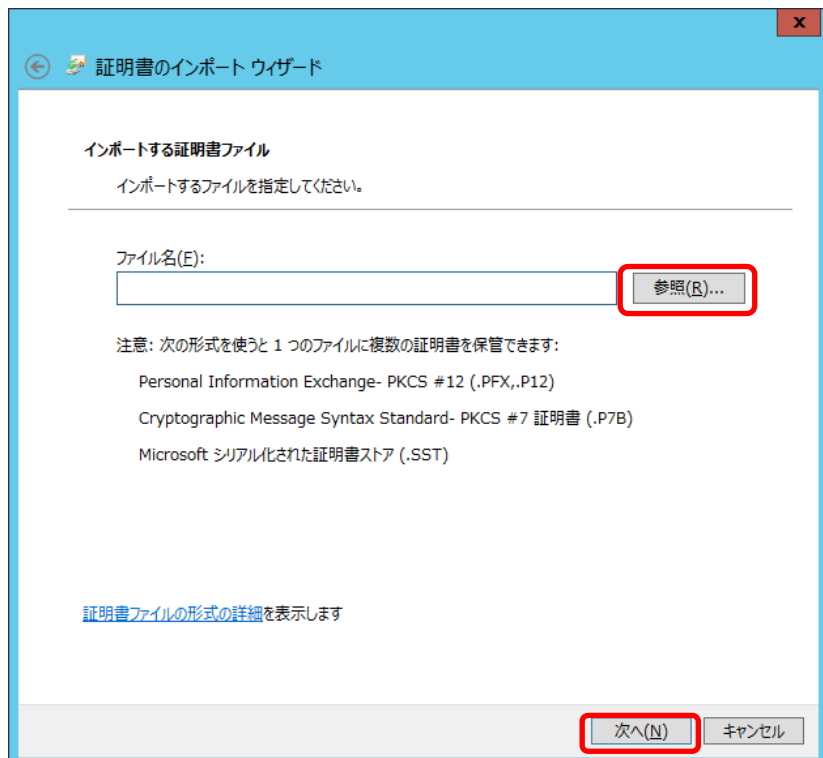 x
証明書のインポート ウィザード
インポートする証明書ファイル
インポートするファイルを指定してください。
ファイル名(F):
参照(R)...
注意: 次の形式を使うと 1 つのファイルに複数の証明書を保管できます:
Personal Information Exchange- PKCS #12 (.PFX,.P12)
Cryptographic Message Syntax Standard- PKCS #7 証明書 (.P7B)
Microsoft シリアル化された証明書ストア (.SST)
証明書ファイルの形式の詳細を表示します
次へ(N) キャンセル